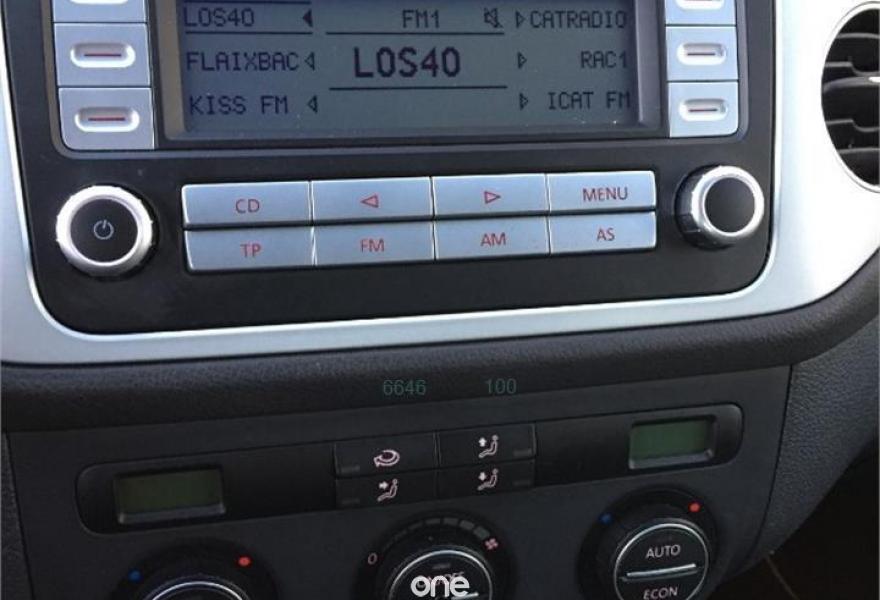 LOS40 FM1 CATRADIO
FLAIXBAC LOS40 RAC1
KISS FM ICAT FM
CD MENU
TP FM AM AS
6646 100
0 AUTO
one ECON